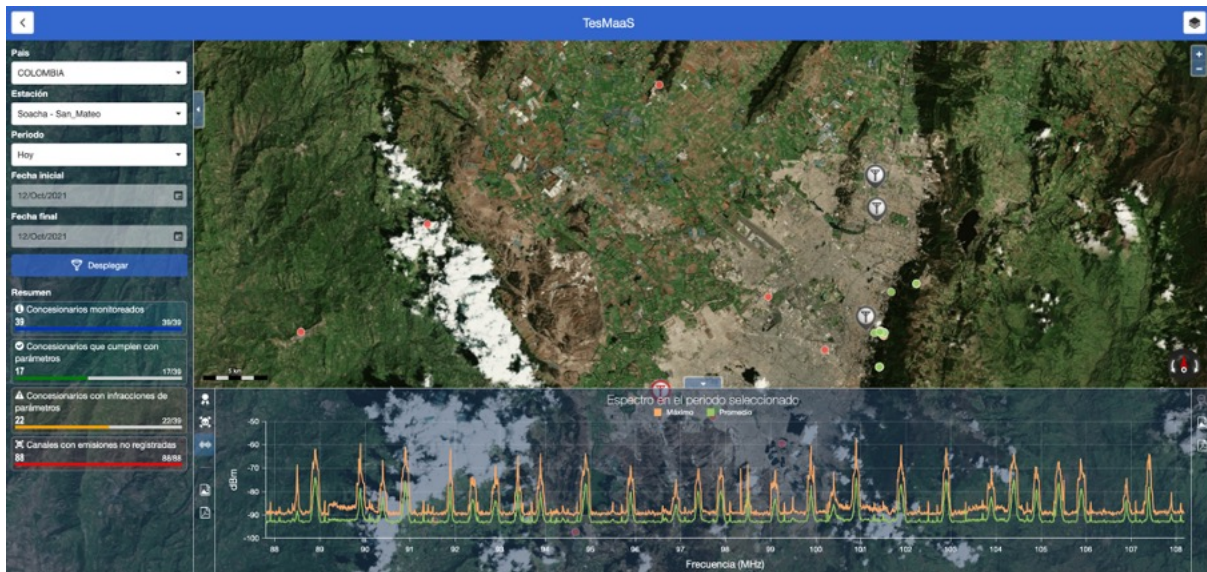 TesMaaS
País
COLOMBIA
Estación
Soacha - San_Mateo
Periodo
Hoy
Fecha inicial
12/Oct/2021
Fecha final
12/Oct/2021
Desplegar
Resumen
Concesionarios monitoreados
39 39/39
Concesionarios que cumplen con
parámetros
17 17/39
Concesionarios con infracciones de
parámetros
22 22/39
Canales con emisiones no registradas
88 88/88
+
−
5 km
Espectro en el periodo seleccionado
Máximo Promedio
dBm
-50
-60
-70
-80
-90
-100
88 89 90 91 92 93 94 95 96 97 98 99 100 101 102 103 104 105 106 107 108
Frecuencia (MHz)